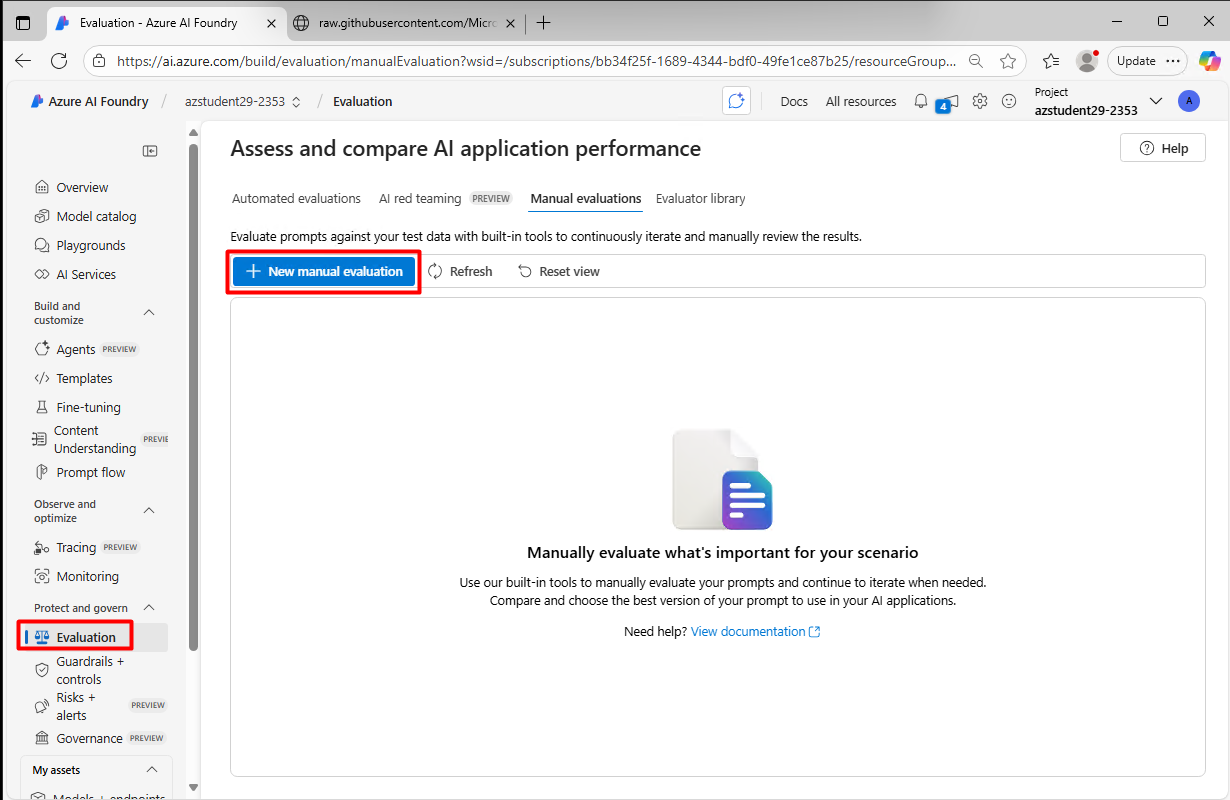 Evaluation - Azure AI Foundry
raw.githubusercontent.com/Micro
https://ai.azure.com/build/evaluation/manualEvaluation?wsid=/subscriptions/bb34f25f-1689-4344-bdf0-49fe1ce87b25/resourceGroup...
Update
Azure AI Foundry / azstudent29-2353 / Evaluation
Docs
All resources
4
Project
azstudent29-2353
A
Overview
Model catalog
Playgrounds
AI Services
Build and
customize
Agents PREVIEW
Templates
Fine-tuning
Content
Understanding PREVIE
Prompt flow
Observe and
optimize
Tracing PREVIEW
Monitoring
Protect and govern
Evaluation
Guardrails +
controls
Risks +
alerts PREVIEW
Governance PREVIEW
My assets
Models + endpoints
Assess and compare AI application performance
Help
Automated evaluations AI red teaming PREVIEW Manual evaluations Evaluator library
Evaluate prompts against your test data with built-in tools to continuously iterate and manually review the results.
New manual evaluation Refresh Reset view
Manually evaluate what's important for your scenario
Use our built-in tools to manually evaluate your prompts and continue to iterate when needed.
Compare and choose the best version of your prompt to use in your AI applications.
Need help? View documentation